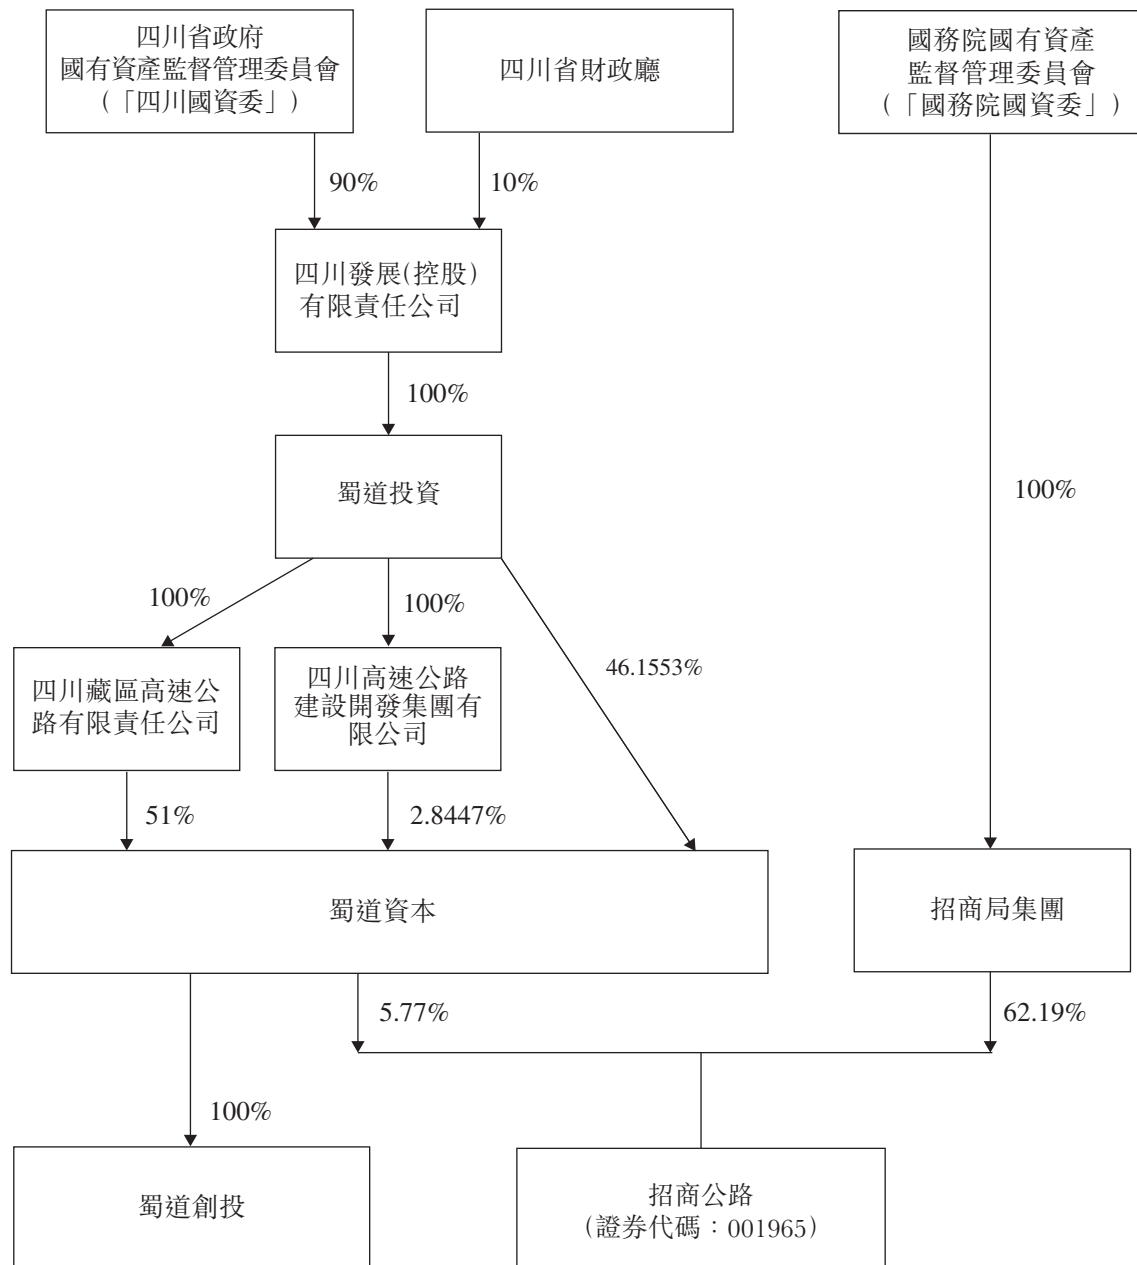 四川省政府
國有資產監督管理委員會
(「四川國資委」)
四川省財政廳
國務院國有資產
監督管理委員會
(「國務院國資委」)
90%
10%
四川發展(控股)
有限責任公司
100%
蜀道投資
100%
100%
100%
46.1553%
四川藏區高速公
路有限責任公司
四川高速公路
建設開發集團有
限公司
51%
2.8447%
蜀道資本
招商局集團
5.77%
62.19%
100%
蜀道創投
招商公路
(證券代碼：001965)